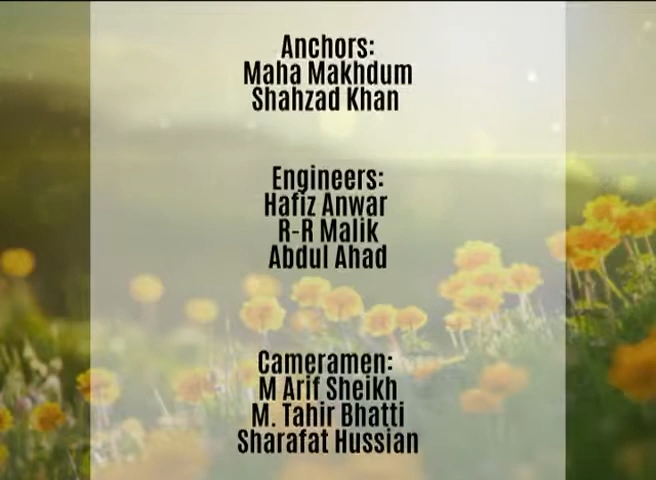 Anchors:
Maha Makhdum
Shahzad Khan
Engineers:
Hafiz Anwar
R-R Malik
Abdul Ahad
Cameramen:
M Arif Sheikh
M. Tahir Bhatti
Sharafat Hussian